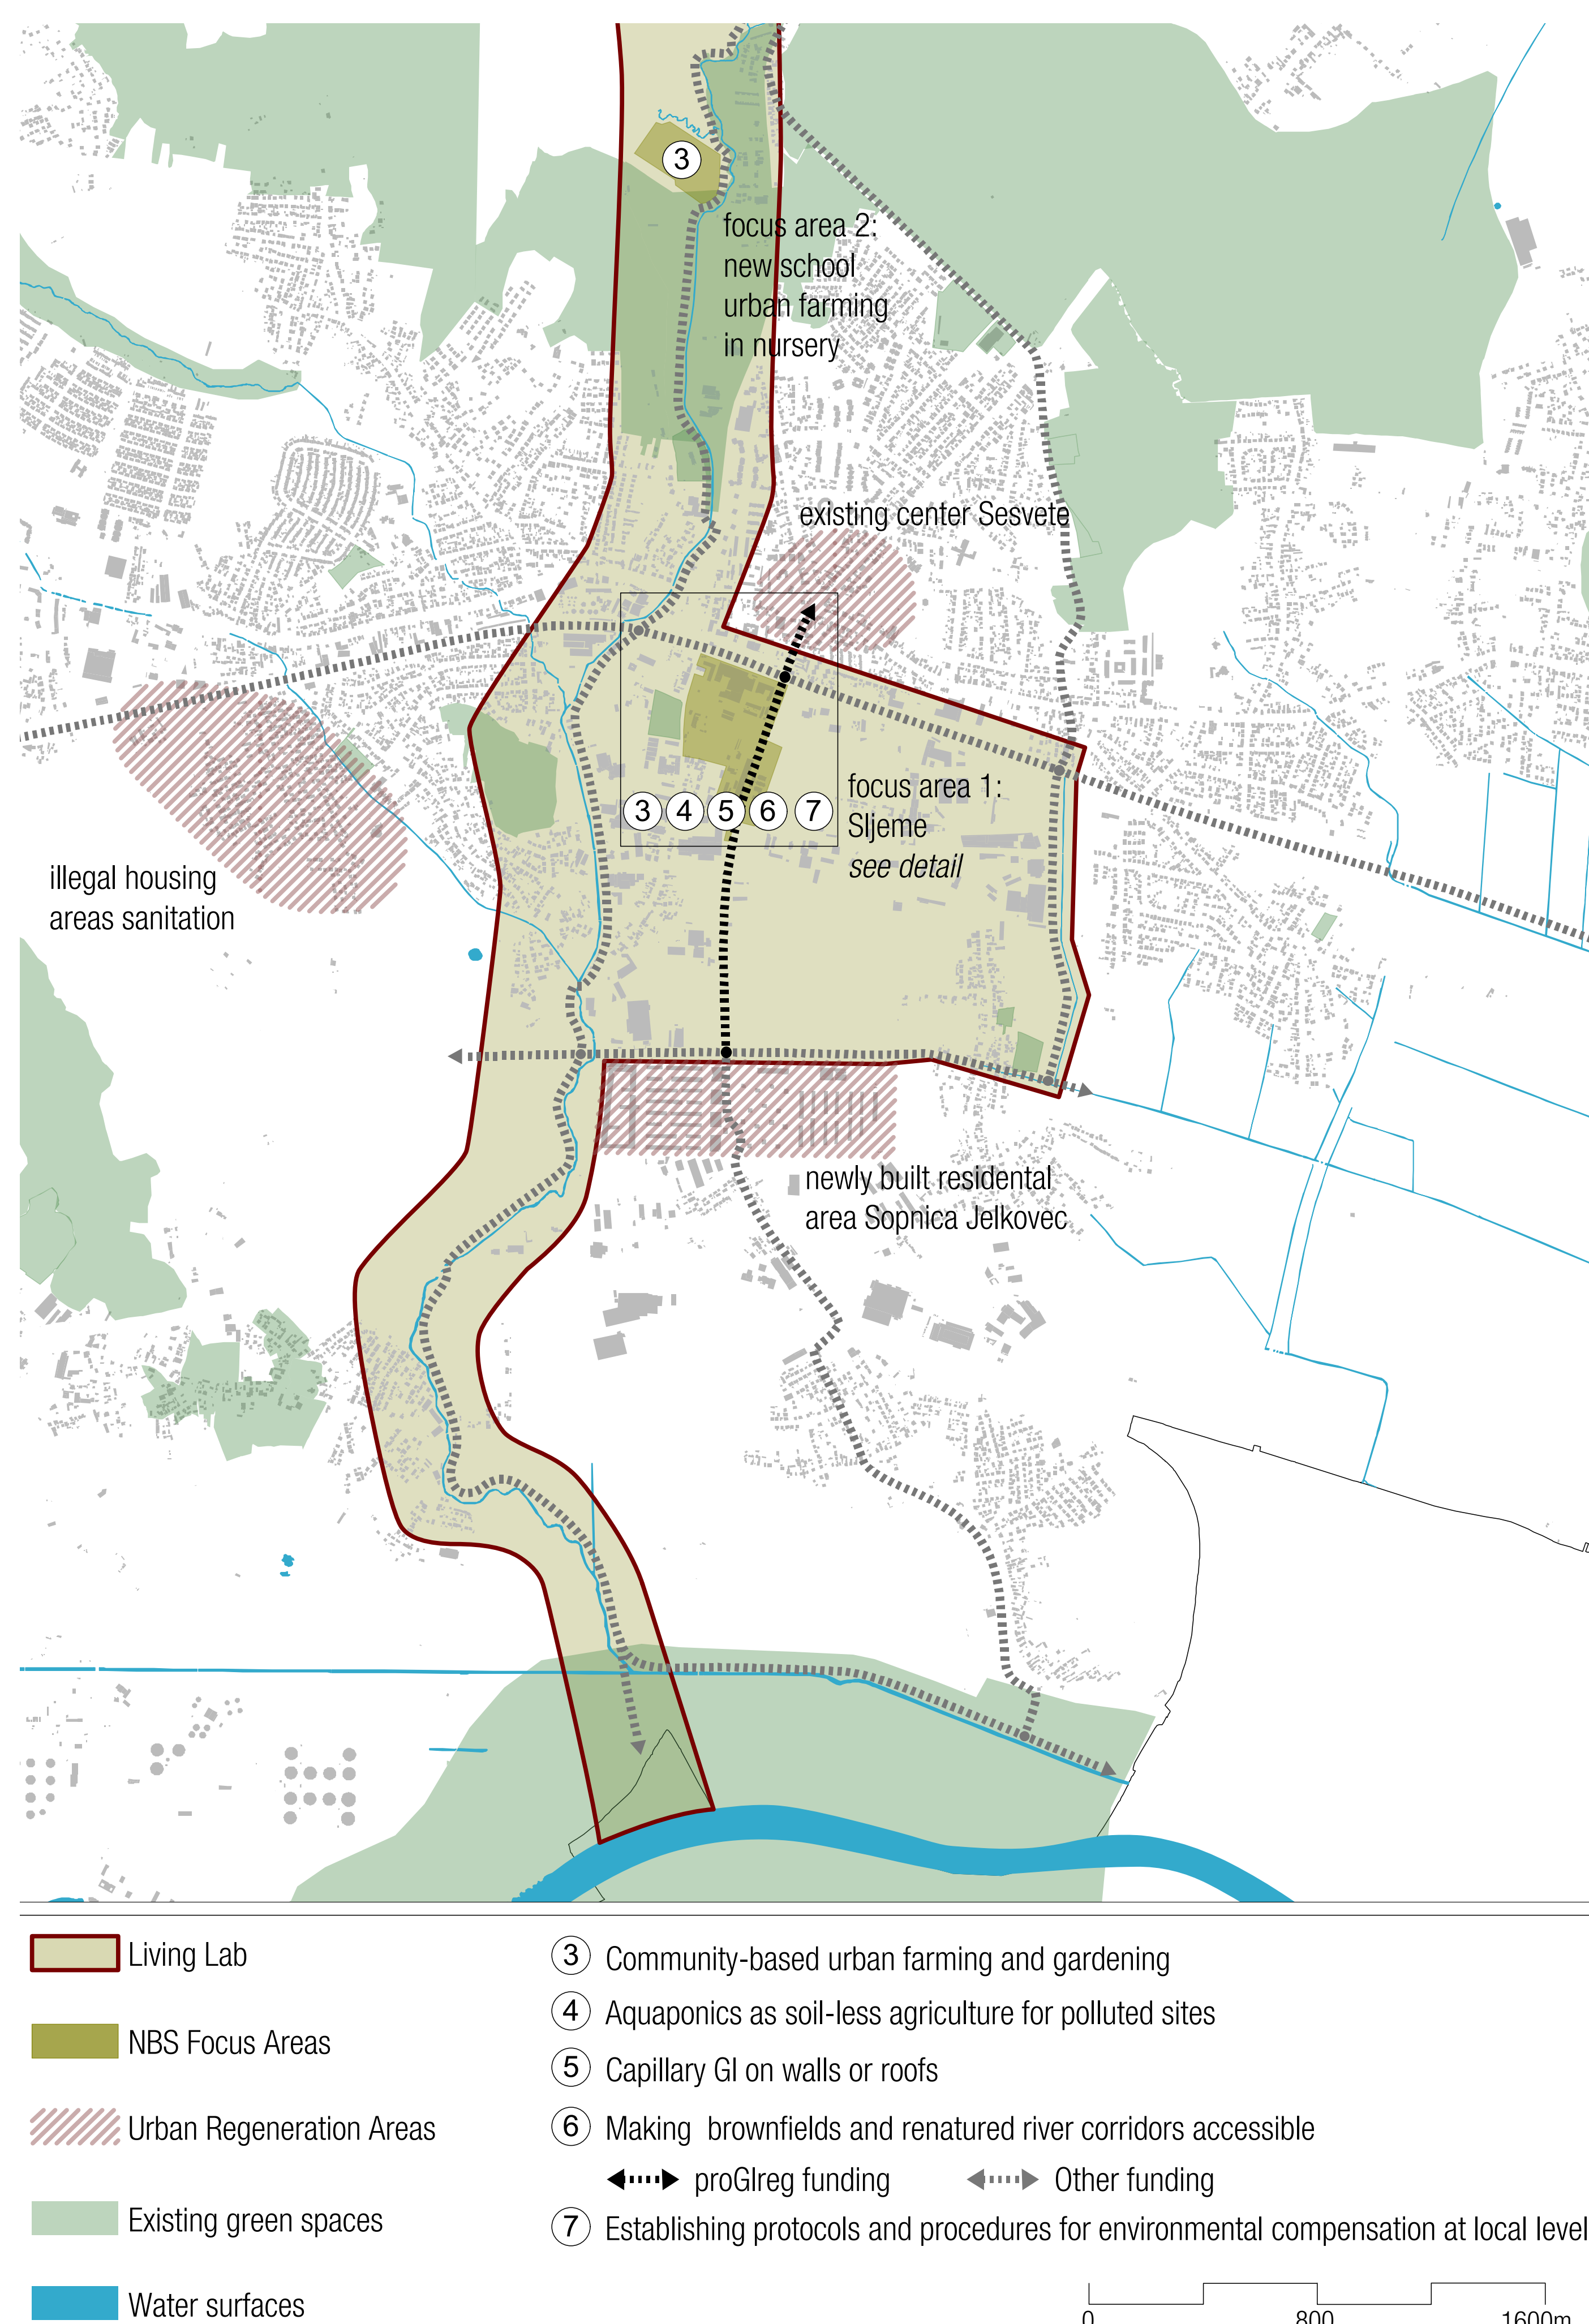 3
focus area 2:
new school
urban farming
in nursery
existing center Sesvete
3 4 5 6 7
focus area 1:
Sljeme
see detail
illegal housing
areas sanitation
newly built residental
area Sopnica Jelkovec
Living Lab
NBS Focus Areas
Urban Regeneration Areas
Existing green spaces
Water surfaces
3 Community-based urban farming and gardening
4 Aquaponics as soil-less agriculture for polluted sites
5 Capillary GI on walls or roofs
6 Making brownfields and renatured river corridors accessible
proGIreg funding Other funding
7 Establishing protocols and procedures for environmental compensation at local level
0 800 1600m